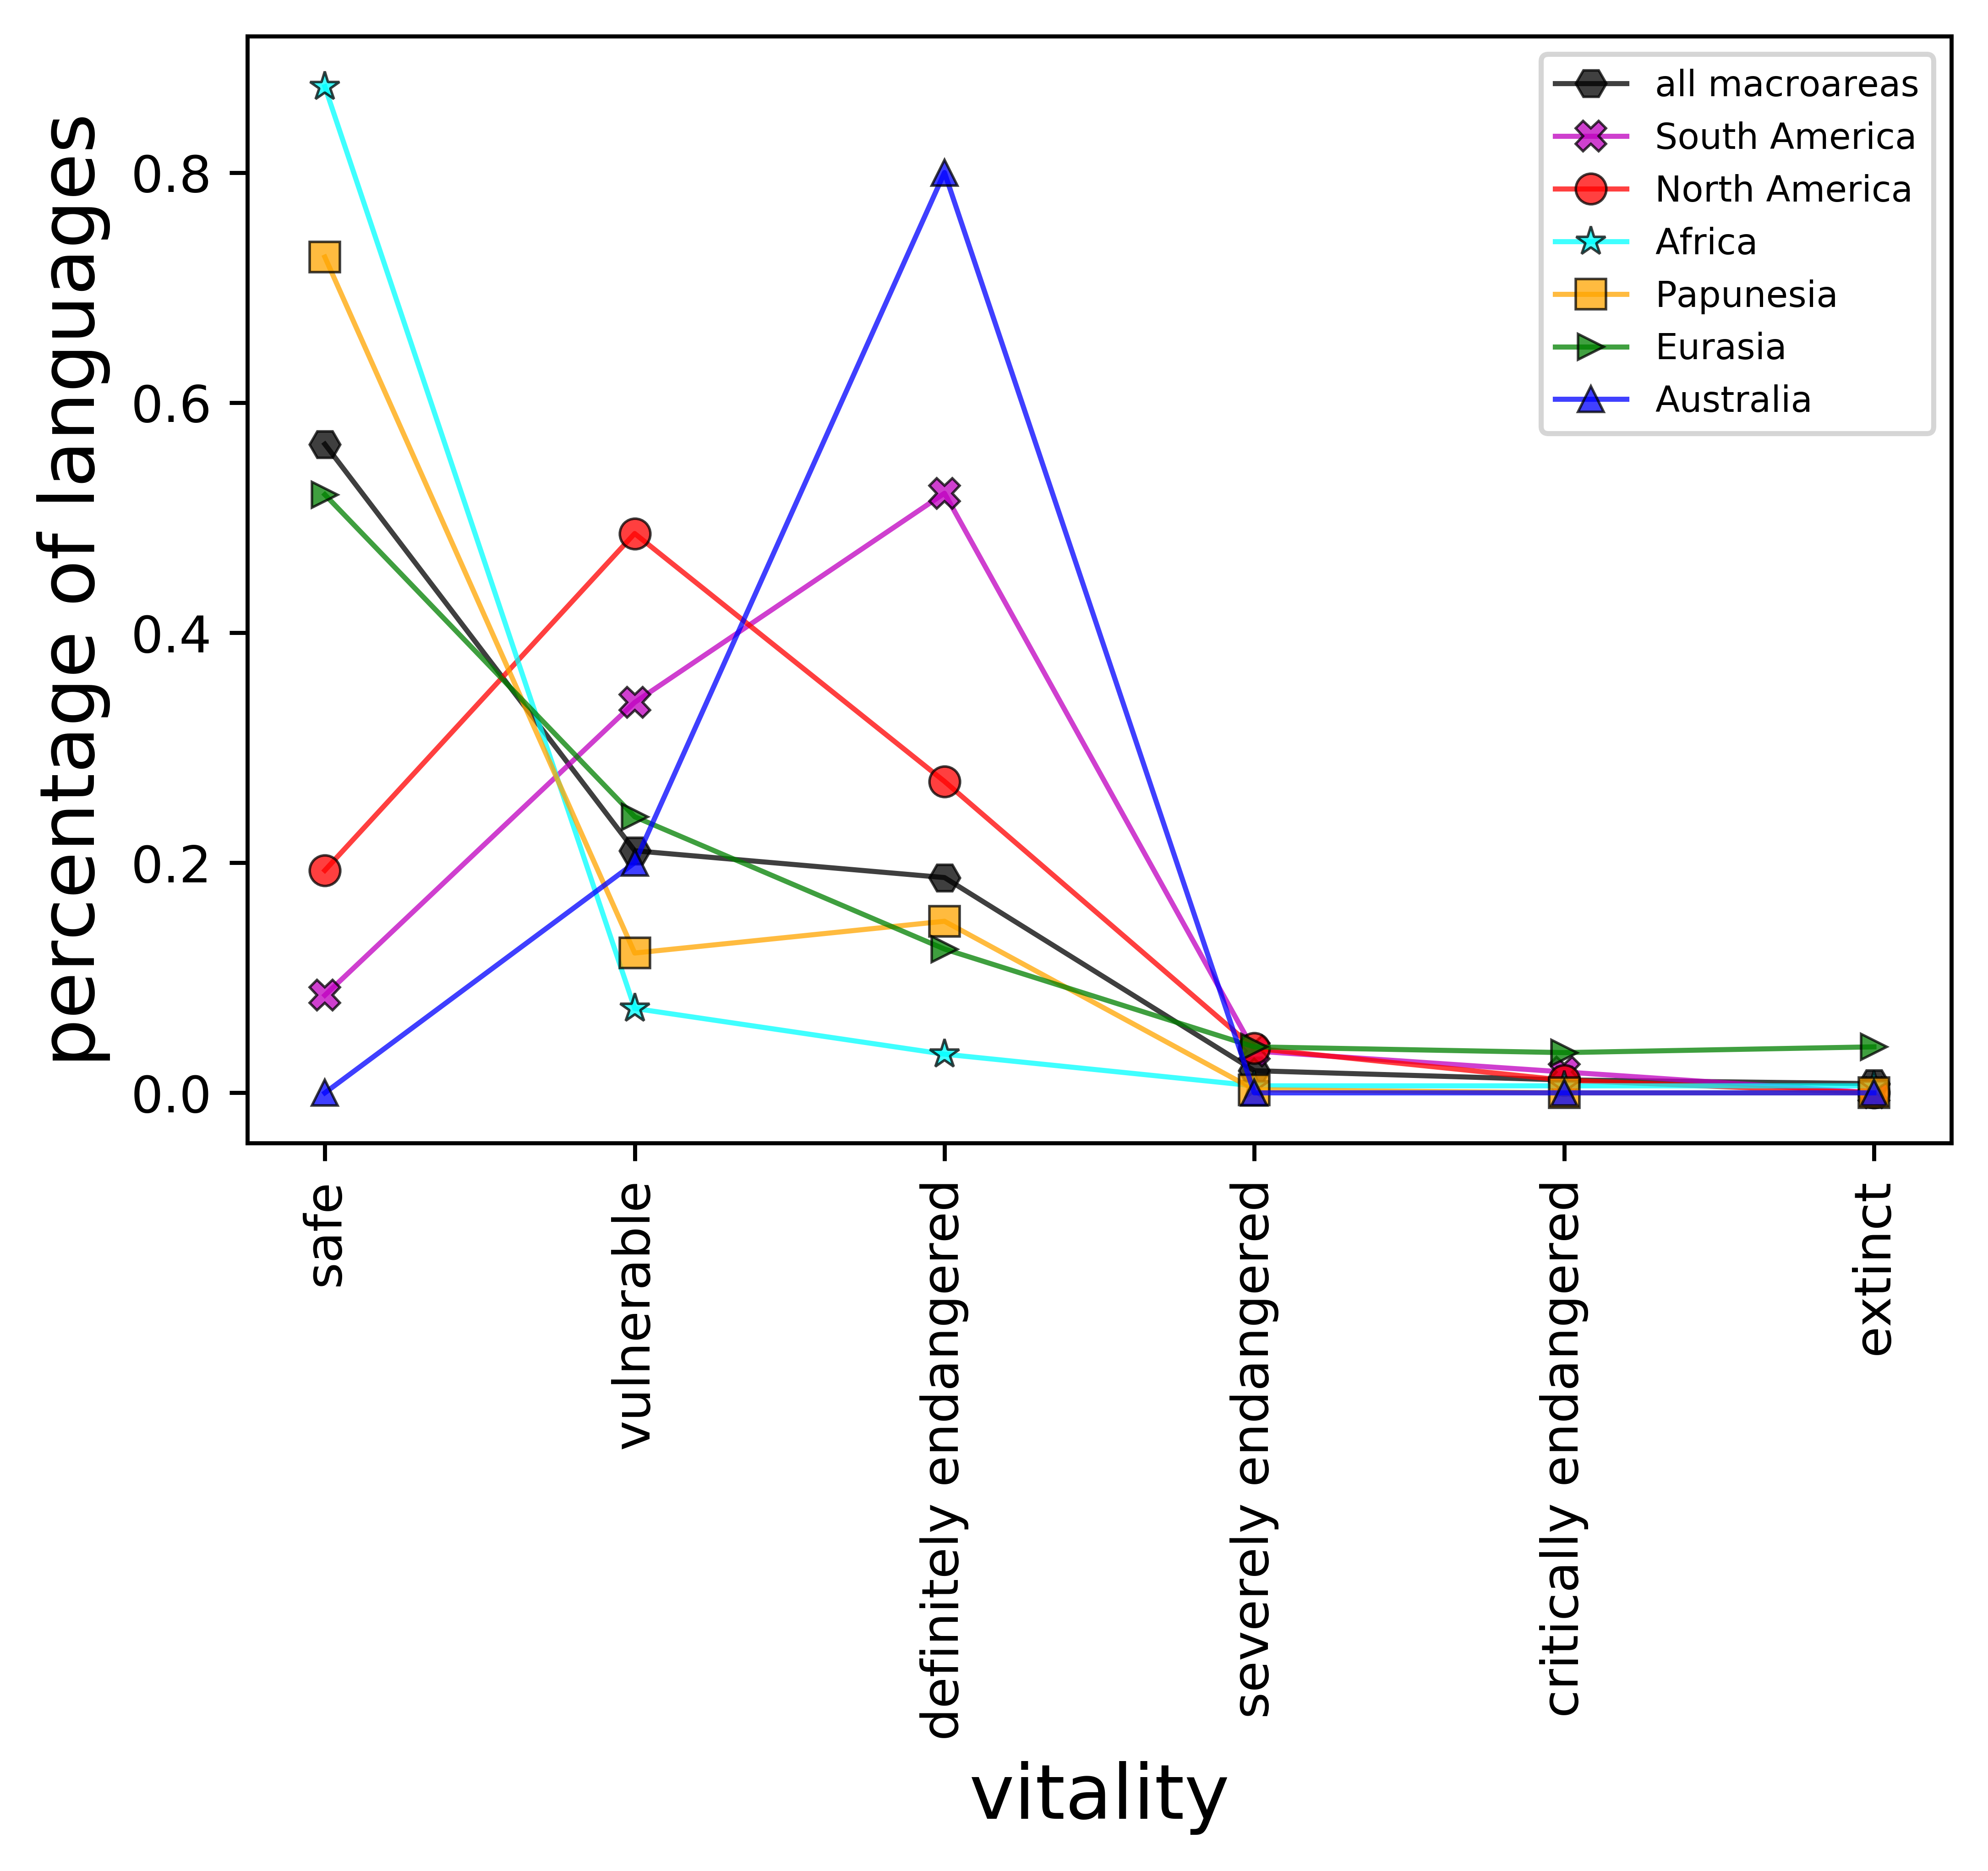 percentage of languages
0.8
0.6
0.4
0.2
0.0
all macroareas
South America
North America
Africa
Papunesia
Eurasia
Australia
safe
vulnerable
definitely endangered
severely endangered
critically endangered
extinct
vitality